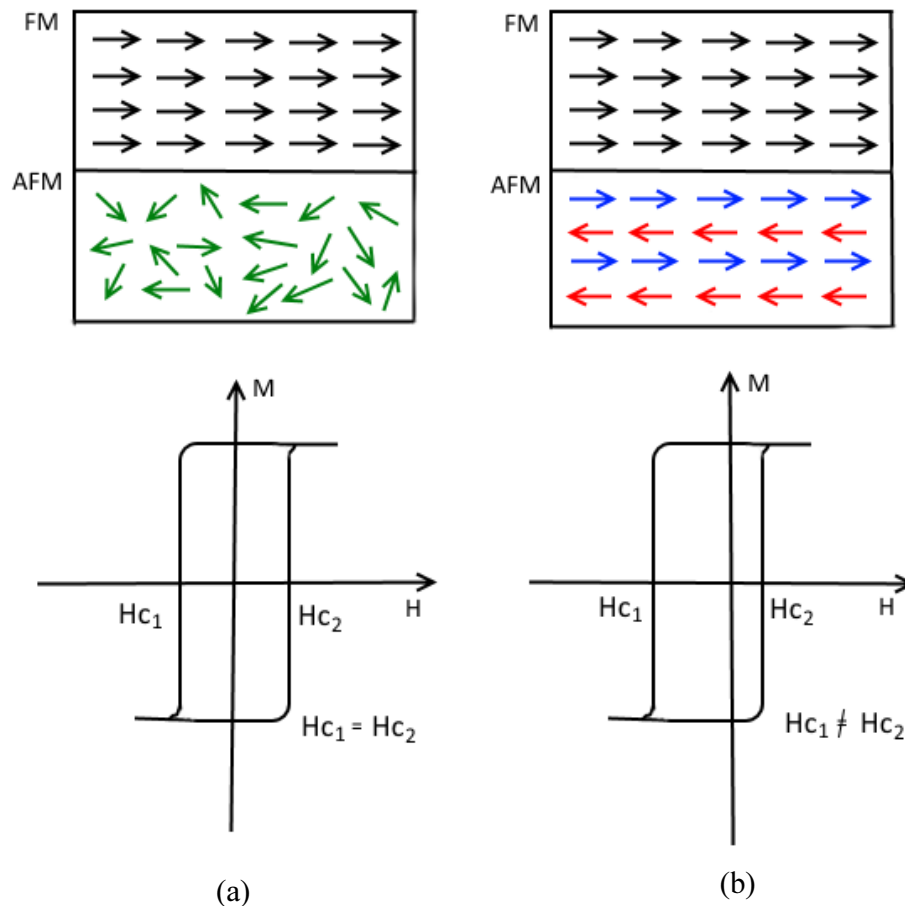 FM
AFM
M
H
Hc₁
Hc₂
Hc₁ = Hc₂
(a)
FM
AFM
M
H
Hc₁
Hc₂
Hc₁ ≠ Hc₂
(b)